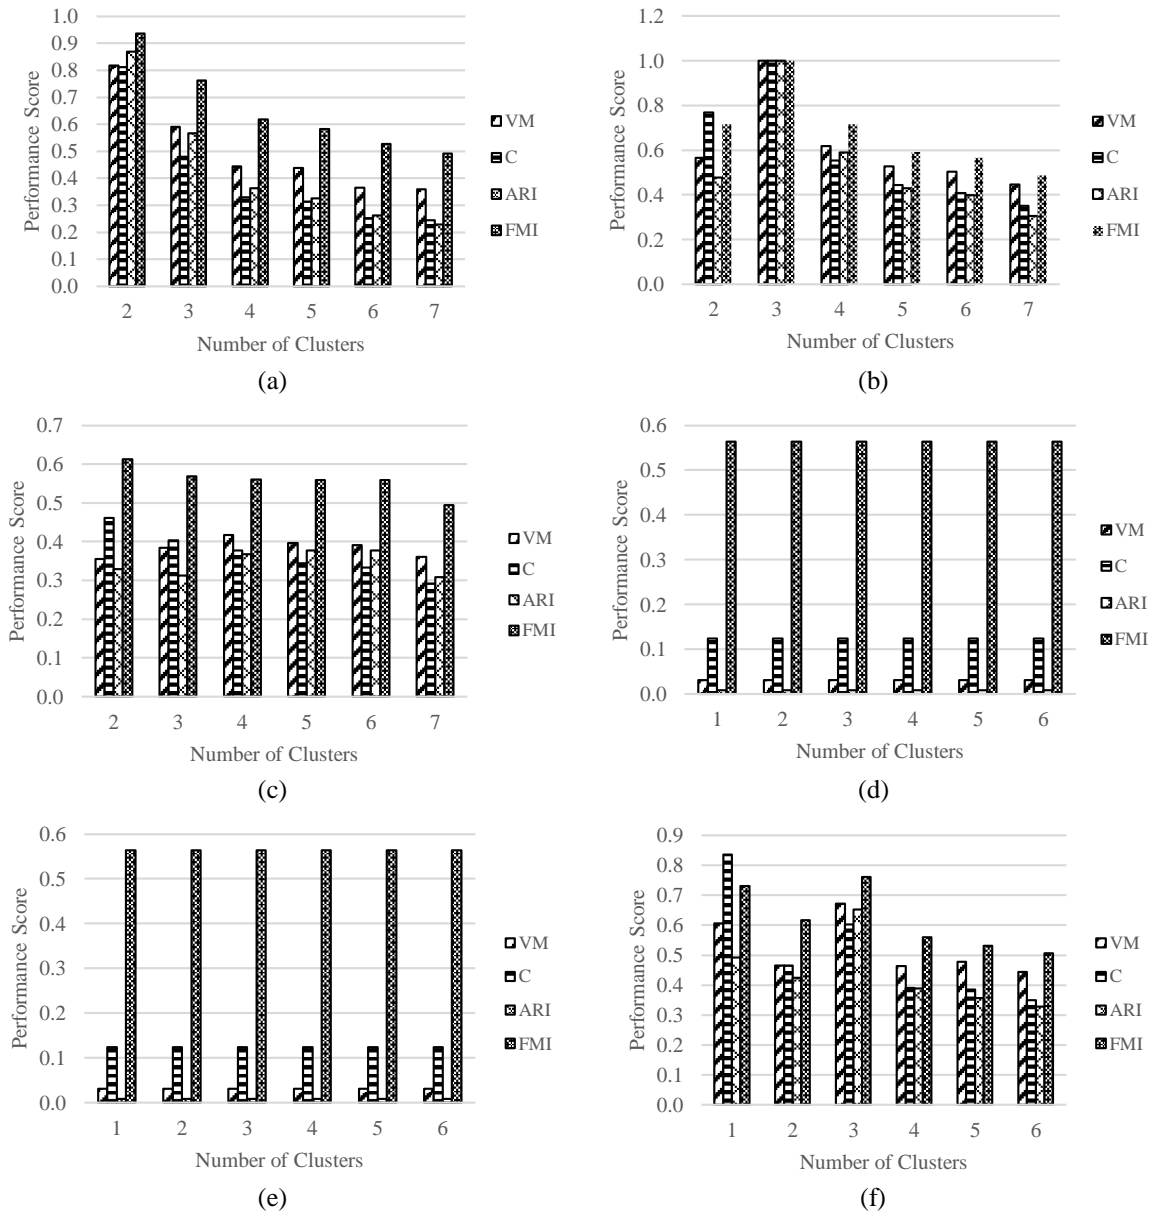 1.0
0.9
0.8
0.7
0.6
0.5
0.4
0.3
0.2
0.1
0.0
Performance Score
2 3 4 5 6 7
Number of Clusters
VM
C
ARI
FMI
(a)
1.2
1.0
0.8
0.6
0.4
0.2
0.0
Performance Score
2 3 4 5 6 7
Number of Clusters
VM
C
ARI
FMI
(b)
0.7
0.6
0.5
0.4
0.3
0.2
0.1
0.0
Performance Score
2 3 4 5 6 7
Number of Clusters
VM
C
ARI
FMI
(c)
0.6
0.5
0.4
0.3
0.2
0.1
0.0
Performance Score
1 2 3 4 5 6
Number of Clusters
VM
C
ARI
FMI
(d)
0.6
0.5
0.4
0.3
0.2
0.1
0.0
Performance Score
1 2 3 4 5 6
Number of Clusters
VM
C
ARI
FMI
(e)
0.9
0.8
0.7
0.6
0.5
0.4
0.3
0.2
0.1
0.0
Performance Score
1 2 3 4 5 6
Number of Clusters
VM
C
ARI
FMI
(f)